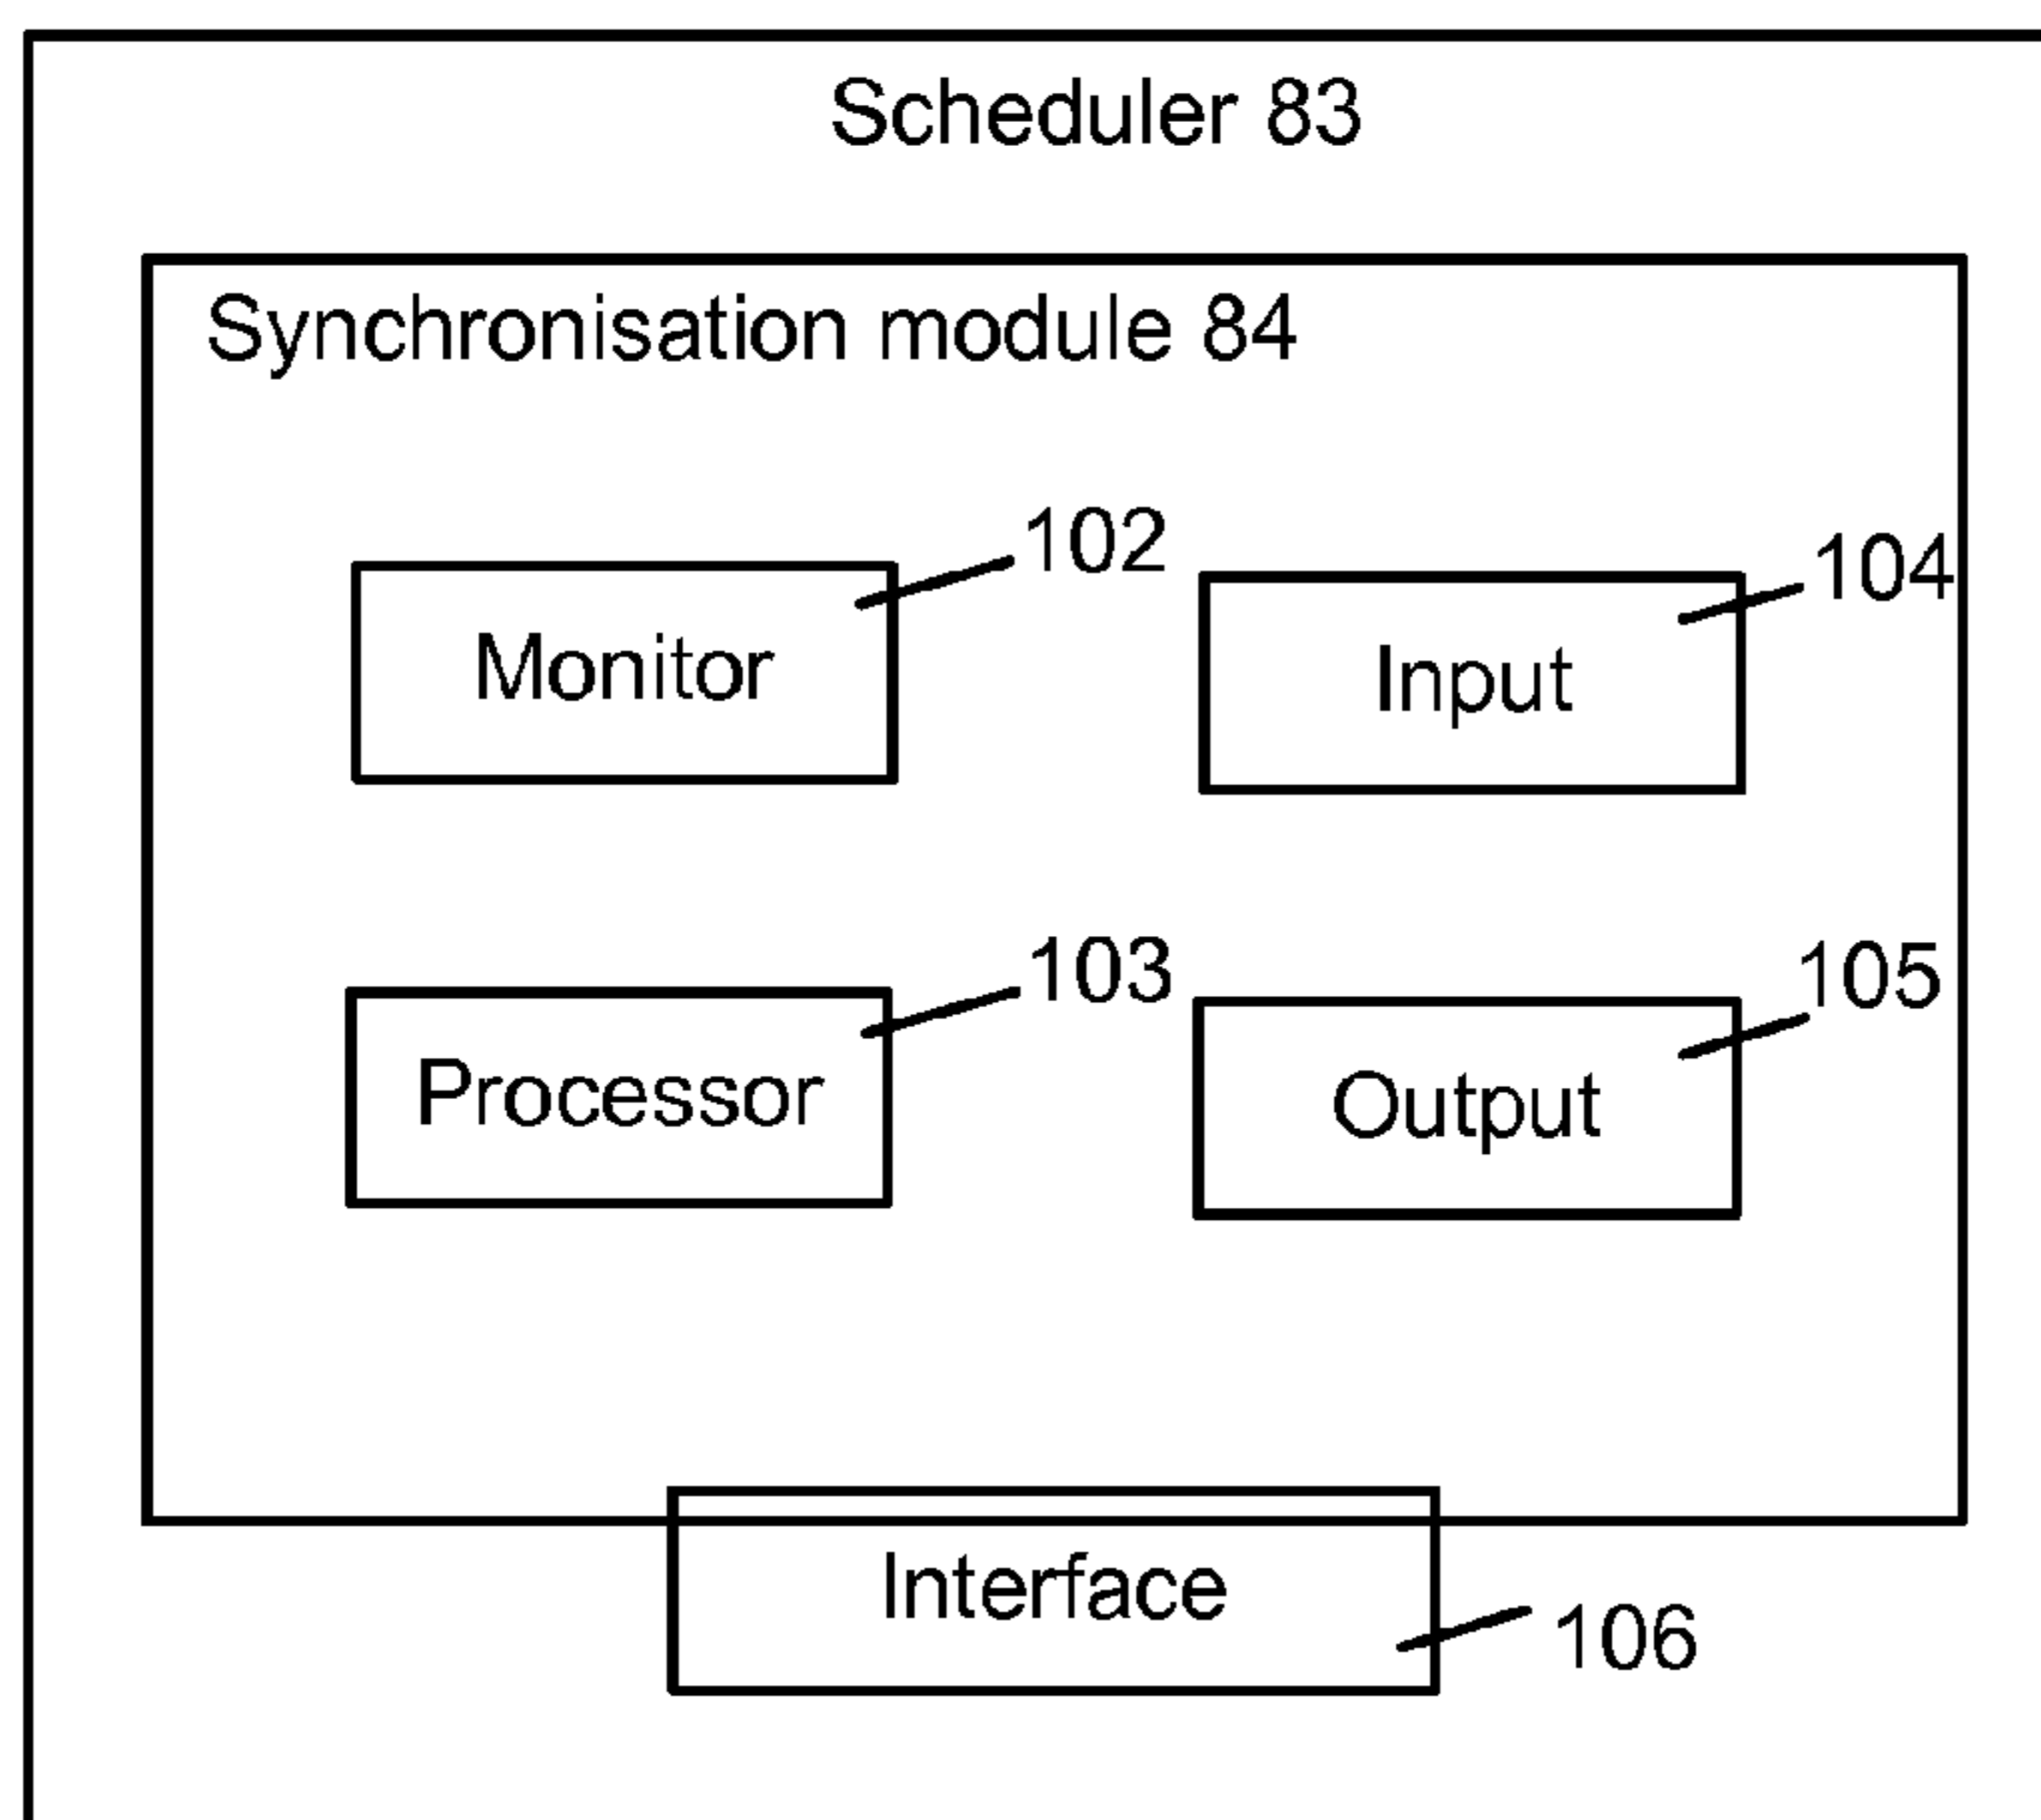 Scheduler 83
Synchronisation module 84
102
104
Monitor
Input
103
105
Processor
Output
Interface
106